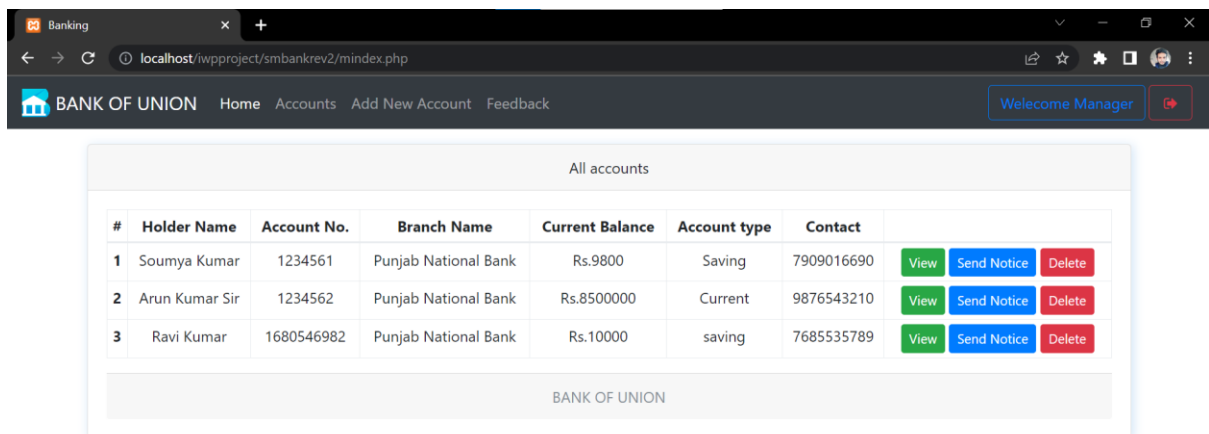 Banking
localhost/iwpproject/smbankrev2/mindex.php
BANK OF UNION Home Accounts Add New Account Feedback Welecome Manager
All accounts
# Holder Name Account No. Branch Name Current Balance Account type Contact
1 Soumya Kumar 1234561 Punjab National Bank Rs.9800 Saving 7909016690 View Send Notice Delete
2 Arun Kumar Sir 1234562 Punjab National Bank Rs.8500000 Current 9876543210 View Send Notice Delete
3 Ravi Kumar 1680546982 Punjab National Bank Rs.10000 saving 7685535789 View Send Notice Delete
BANK OF UNION